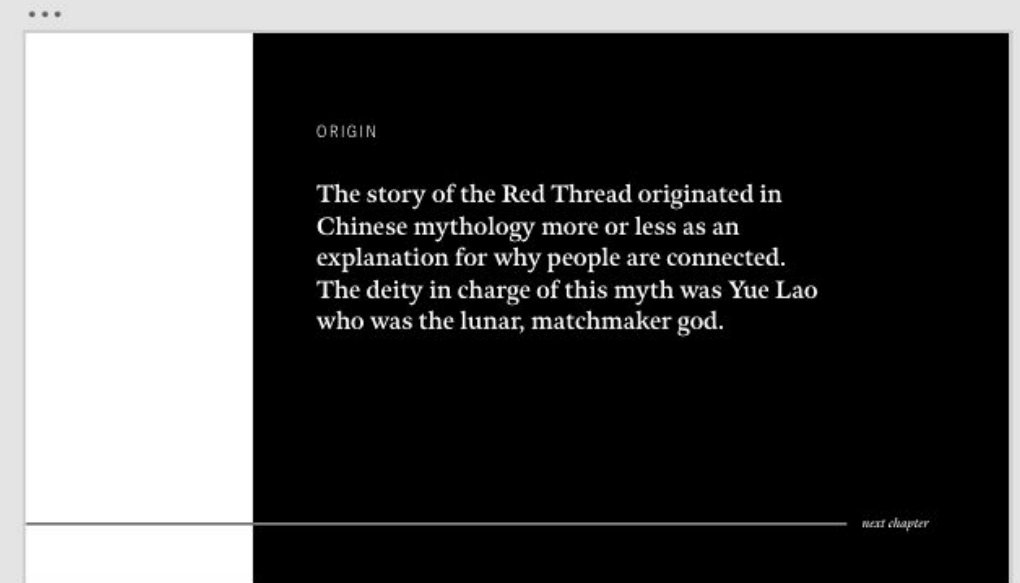 ORIGIN
The story of the Red Thread originated in
Chinese mythology more or less as an
explanation for why people are connected.
The deity in charge of this myth was Yue Lao
who was the lunar, matchmaker god.
next chapter